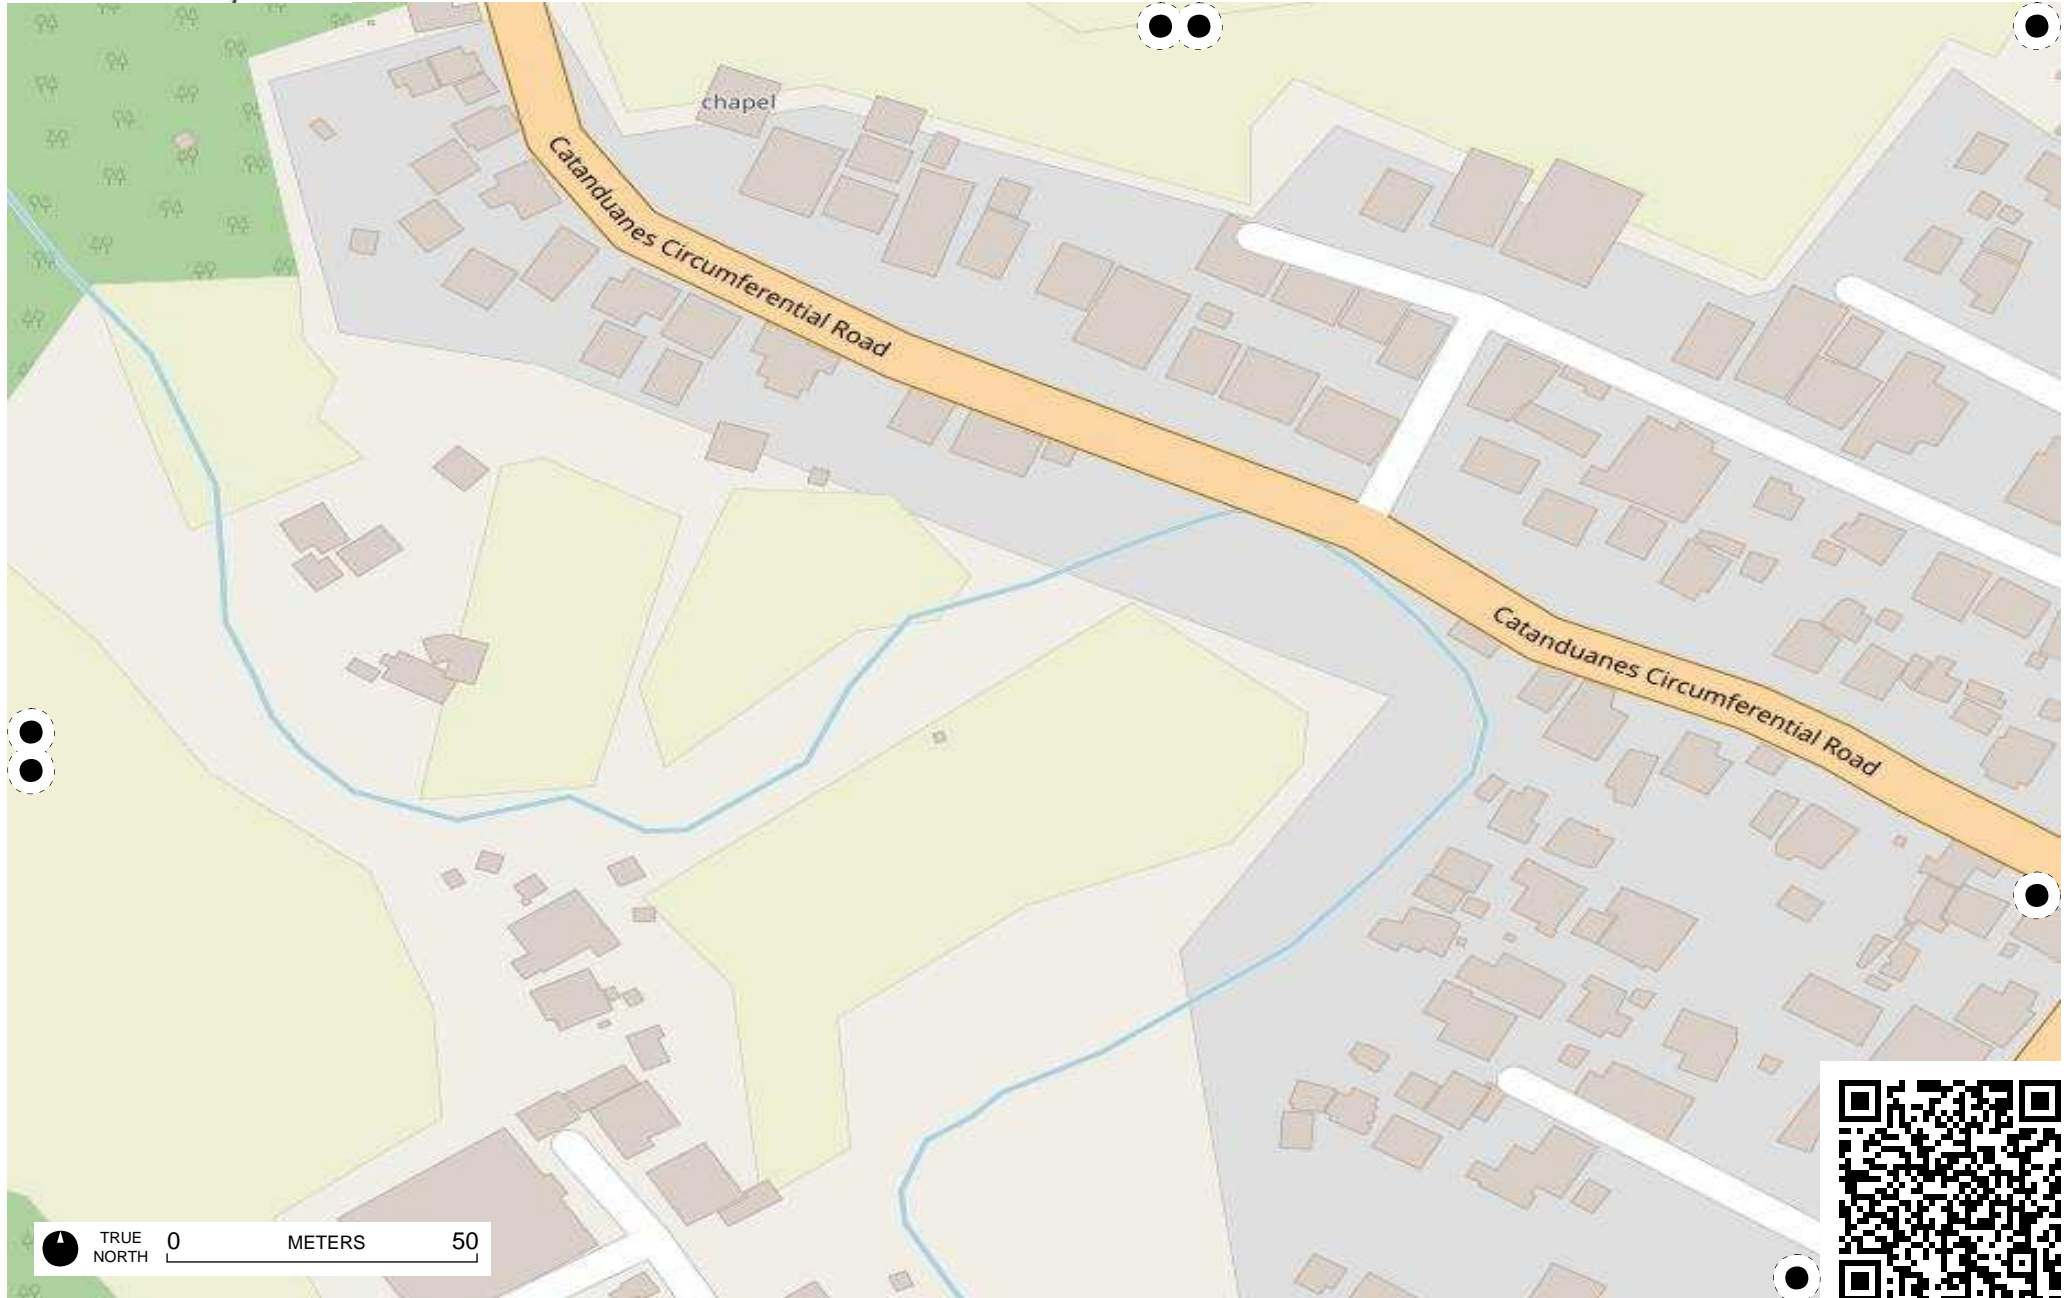 chapel
Catanduanes Circumferential Road
Catanduanes Circumferential Road
TRUE NORTH
0 METERS 50